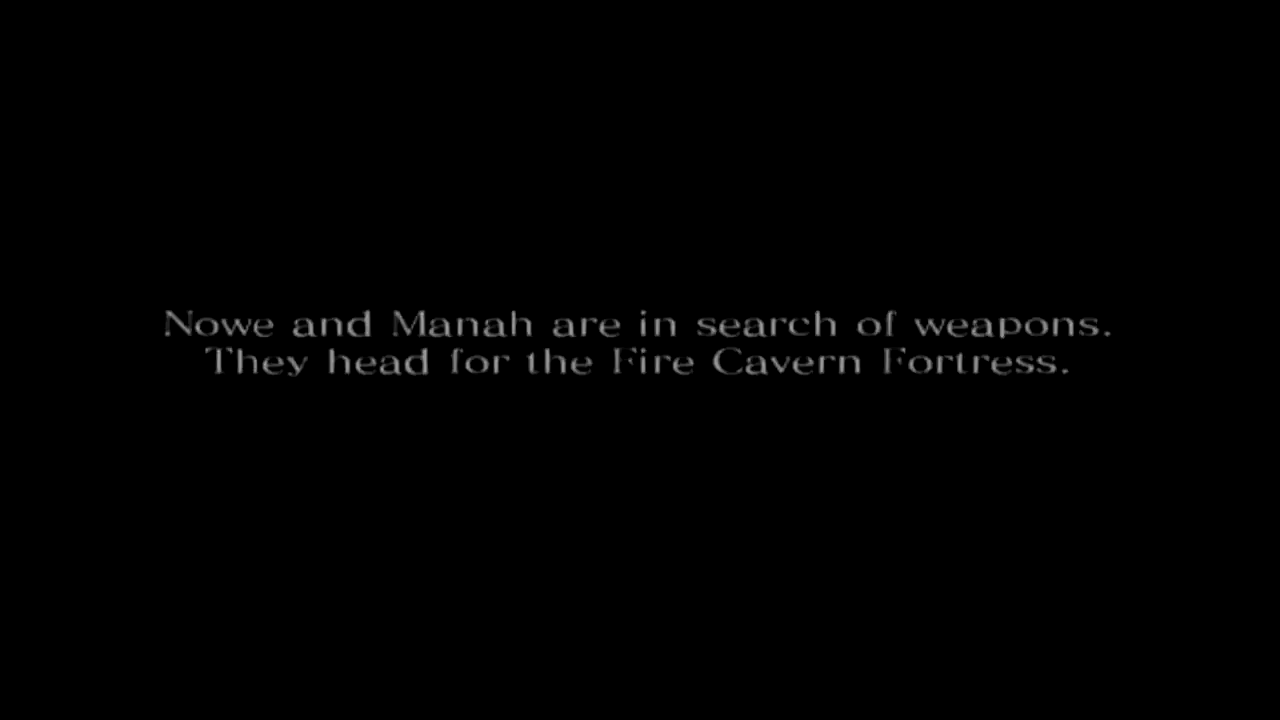 Nowe and Manah are in search of weapons.
They head for the Fire Cavern Fortress.